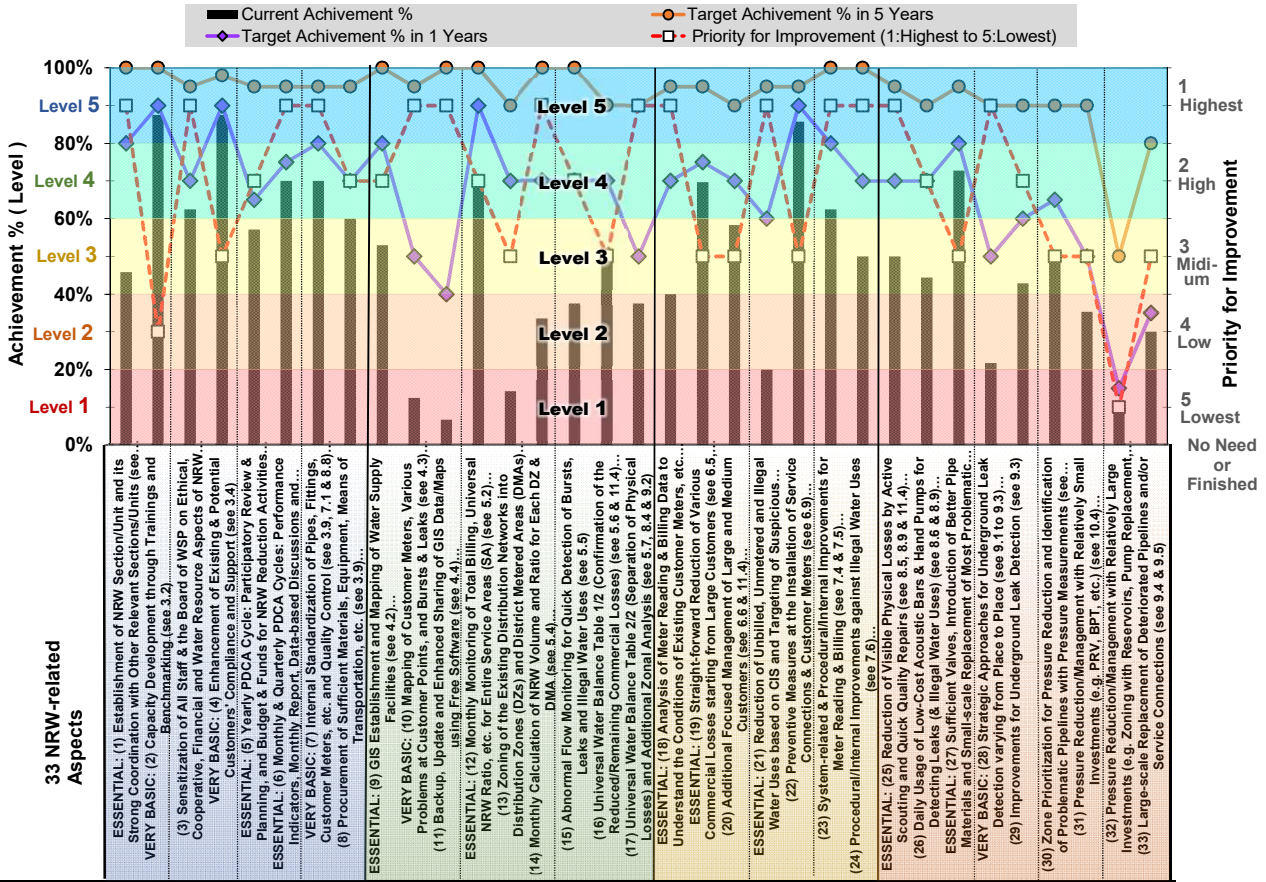 Current Achivement %
Target Achivement % in 5 Years
Target Achivement % in 1 Years
Priority for Improvement (1:Highest to 5:Lowest)
Achievement % ( Level )
100%
Level 5
80%
Level 4
60%
Level 3
40%
Level 2
20%
Level 1
0%
Level 5
Level 4
Level 3
Level 2
Level 1
1
Highest
2
High
3
Midi-
um
4
Low
5
Lowest
No Need
or
Finished
Priority for Improvement
33 NRW-related
Aspects
ESSENTIAL: (1) Establishment of NRW Section/Unit and its
Strong Coordination with Other Relevant Sections/Units (see…
VERY BASIC: (2) Capacity Development through Trainings and
Benchmarking (see 3.2)
(3) Sensitization of All Staff & the Board of WSP on Ethical,
Cooperative, Financial and Water Resource Aspects of NRW…
VERY BASIC: (4) Enhancement of Existing & Potential
Customers' Compliance and Support (see 3.4)
ESSENTIAL: (5) Yearly PDCA Cycle: Participatory Review &
Planning, and Budget & Funds for NRW Reduction Activities…
ESSENTIAL: (6) Monthly & Quarterly PDCA Cycles: Performance
Indicators, Monthly Report, Data-based Discussions and…
VERY BASIC: (7) Internal Standardization of Pipes, Fittings,
Customer Meters, etc. and Quality Control (see 3.9, 7.1 & 8.8)
(8) Procurement of Sufficient Materials, Equipment, Means of
Transportation, etc. (see 3.9)…
ESSENTIAL: (9) GIS Establishment and Mapping of Water Supply
Facilities (see 4.2)…
VERY BASIC: (10) Mapping of Customer Meters, Various
Problems at Customer Points, and Bursts & Leaks (see 4.3)…
(11) Backup, Update and Enhanced Sharing of GIS Data/Maps
using Free Software (see 4.4)…
ESSENTIAL: (12) Monthly Monitoring of Total Billing, Universal
NRW Ratio, etc. for Entire Service Areas (SA) (see 5.2)…
(13) Zoning of the Existing Distribution Networks into
Distribution Zones (DZs) and District Metered Areas (DMAs)
(14) Monthly Calculation of NRW Volume and Ratio for Each DZ &
DMA (see 5.4)…
(15) Abnormal Flow Monitoring for Quick Detection of Bursts,
Leaks and Illegal Water Uses (see 5.5)
(16) Universal Water Balance Table 1/2 (Confirmation of the
Reduced/Remaining Commercial Losses) (see 5.6 & 11.4)…
(17) Universal Water Balance Table 2/2 (Separation of Physical
Losses) and Additional Zonal Analysis (see 5.7, 8.4 & 9.2)
ESSENTIAL: (18) Analysis of Meter Reading & Billing Data to
Understand the Conditions of Existing Customer Meters, etc…
ESSENTIAL: (19) Straight-forward Reduction of Various
Commercial Losses starting from Large Customers (see 6.5,…
(20) Additional Focused Management of Large and Medium
Customers (see 6.6 & 11.4)…
ESSENTIAL: (21) Reduction of Unbilled, Unmetered and Illegal
Water Uses based on CIS and Targeting of Suspicious…
(22) Preventive Measures at the Installation of Service
Connections & Customer Meters (see 6.9)…
(23) System-related & Procedural/Internal Improvements for
Meter Reading & Billing (see 7.4 & 7.5)…
(24) Procedural/Internal Improvements against Illegal Water Uses
(see 7.6)…
ESSENTIAL: (25) Reduction of Visible Physical Losses by Active
Scouting and Quick Quality Repairs (see 8.5, 8.9 & 11.4)…
(26) Daily Usage of Low-Cost Acoustic Bars & Hand Pumps for
Detecting Leaks (& Illegal Water Uses) (see 8.6 & 8.9)…
ESSENTIAL: (27) Sufficient Valves, Introduction of Better Pipe
Materials and Small-scale Replacement of Most Problematic…
VERY BASIC: (28) Strategic Approaches for Underground Leak
Detection varying from Place to Place (see 9.1 to 9.3)…
(29) Improvements for Underground Leak Detection (see 9.3)
(30) Zone Prioritization for Pressure Reduction and Identification
of Problematic Pipelines with Pressure Measurements (see…
(31) Pressure Reduction/Management with Relatively Small
Investments (e.g. PRV, BPT, etc.) (see 10.4)…
(32) Pressure Reduction/Management with Relatively Large
Investments (e.g. Zoning with Reservoirs, Pump Replacement,…
(33) Large-scale Replacement of Deteriorated Pipelines and/or
Service Connections (see 9.4 & 9.5)